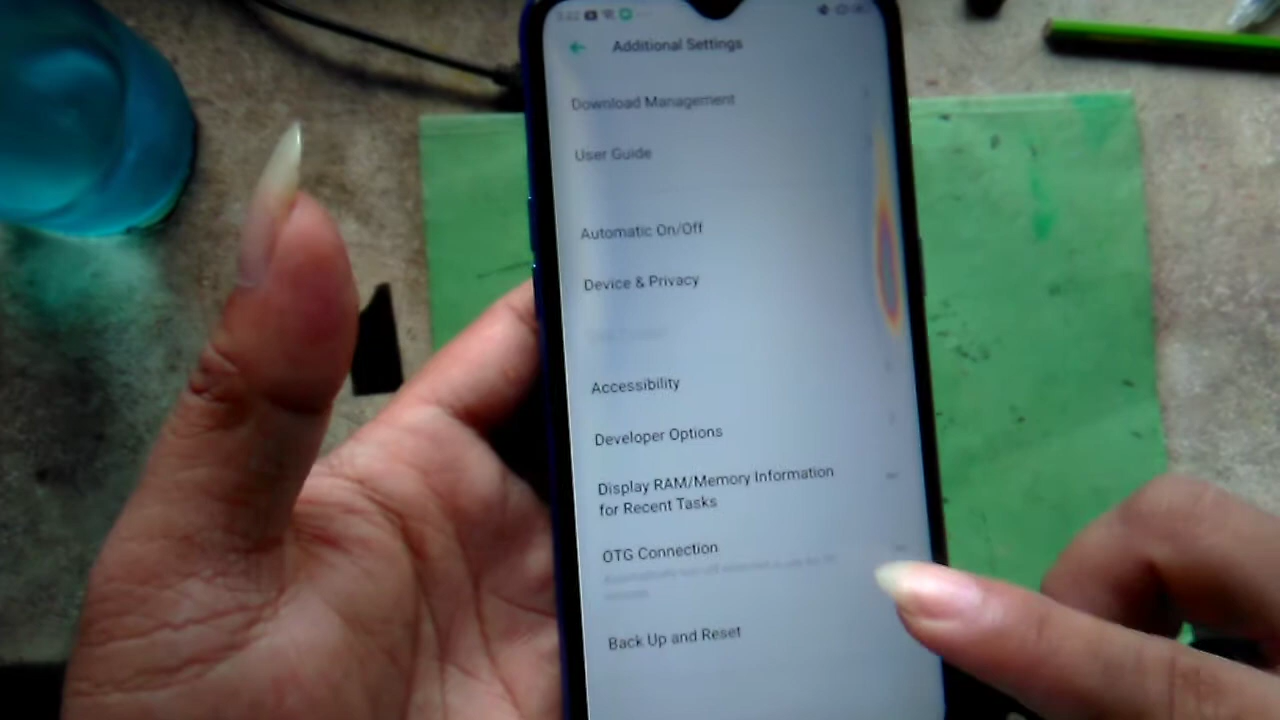 Additional Settings
Download Management
User Guide
Automatic On/Off
Device & Privacy
Accessibility
Developer Options
Display RAM/Memory Information
for Recent Tasks
OTG Connection
Back Up and Reset